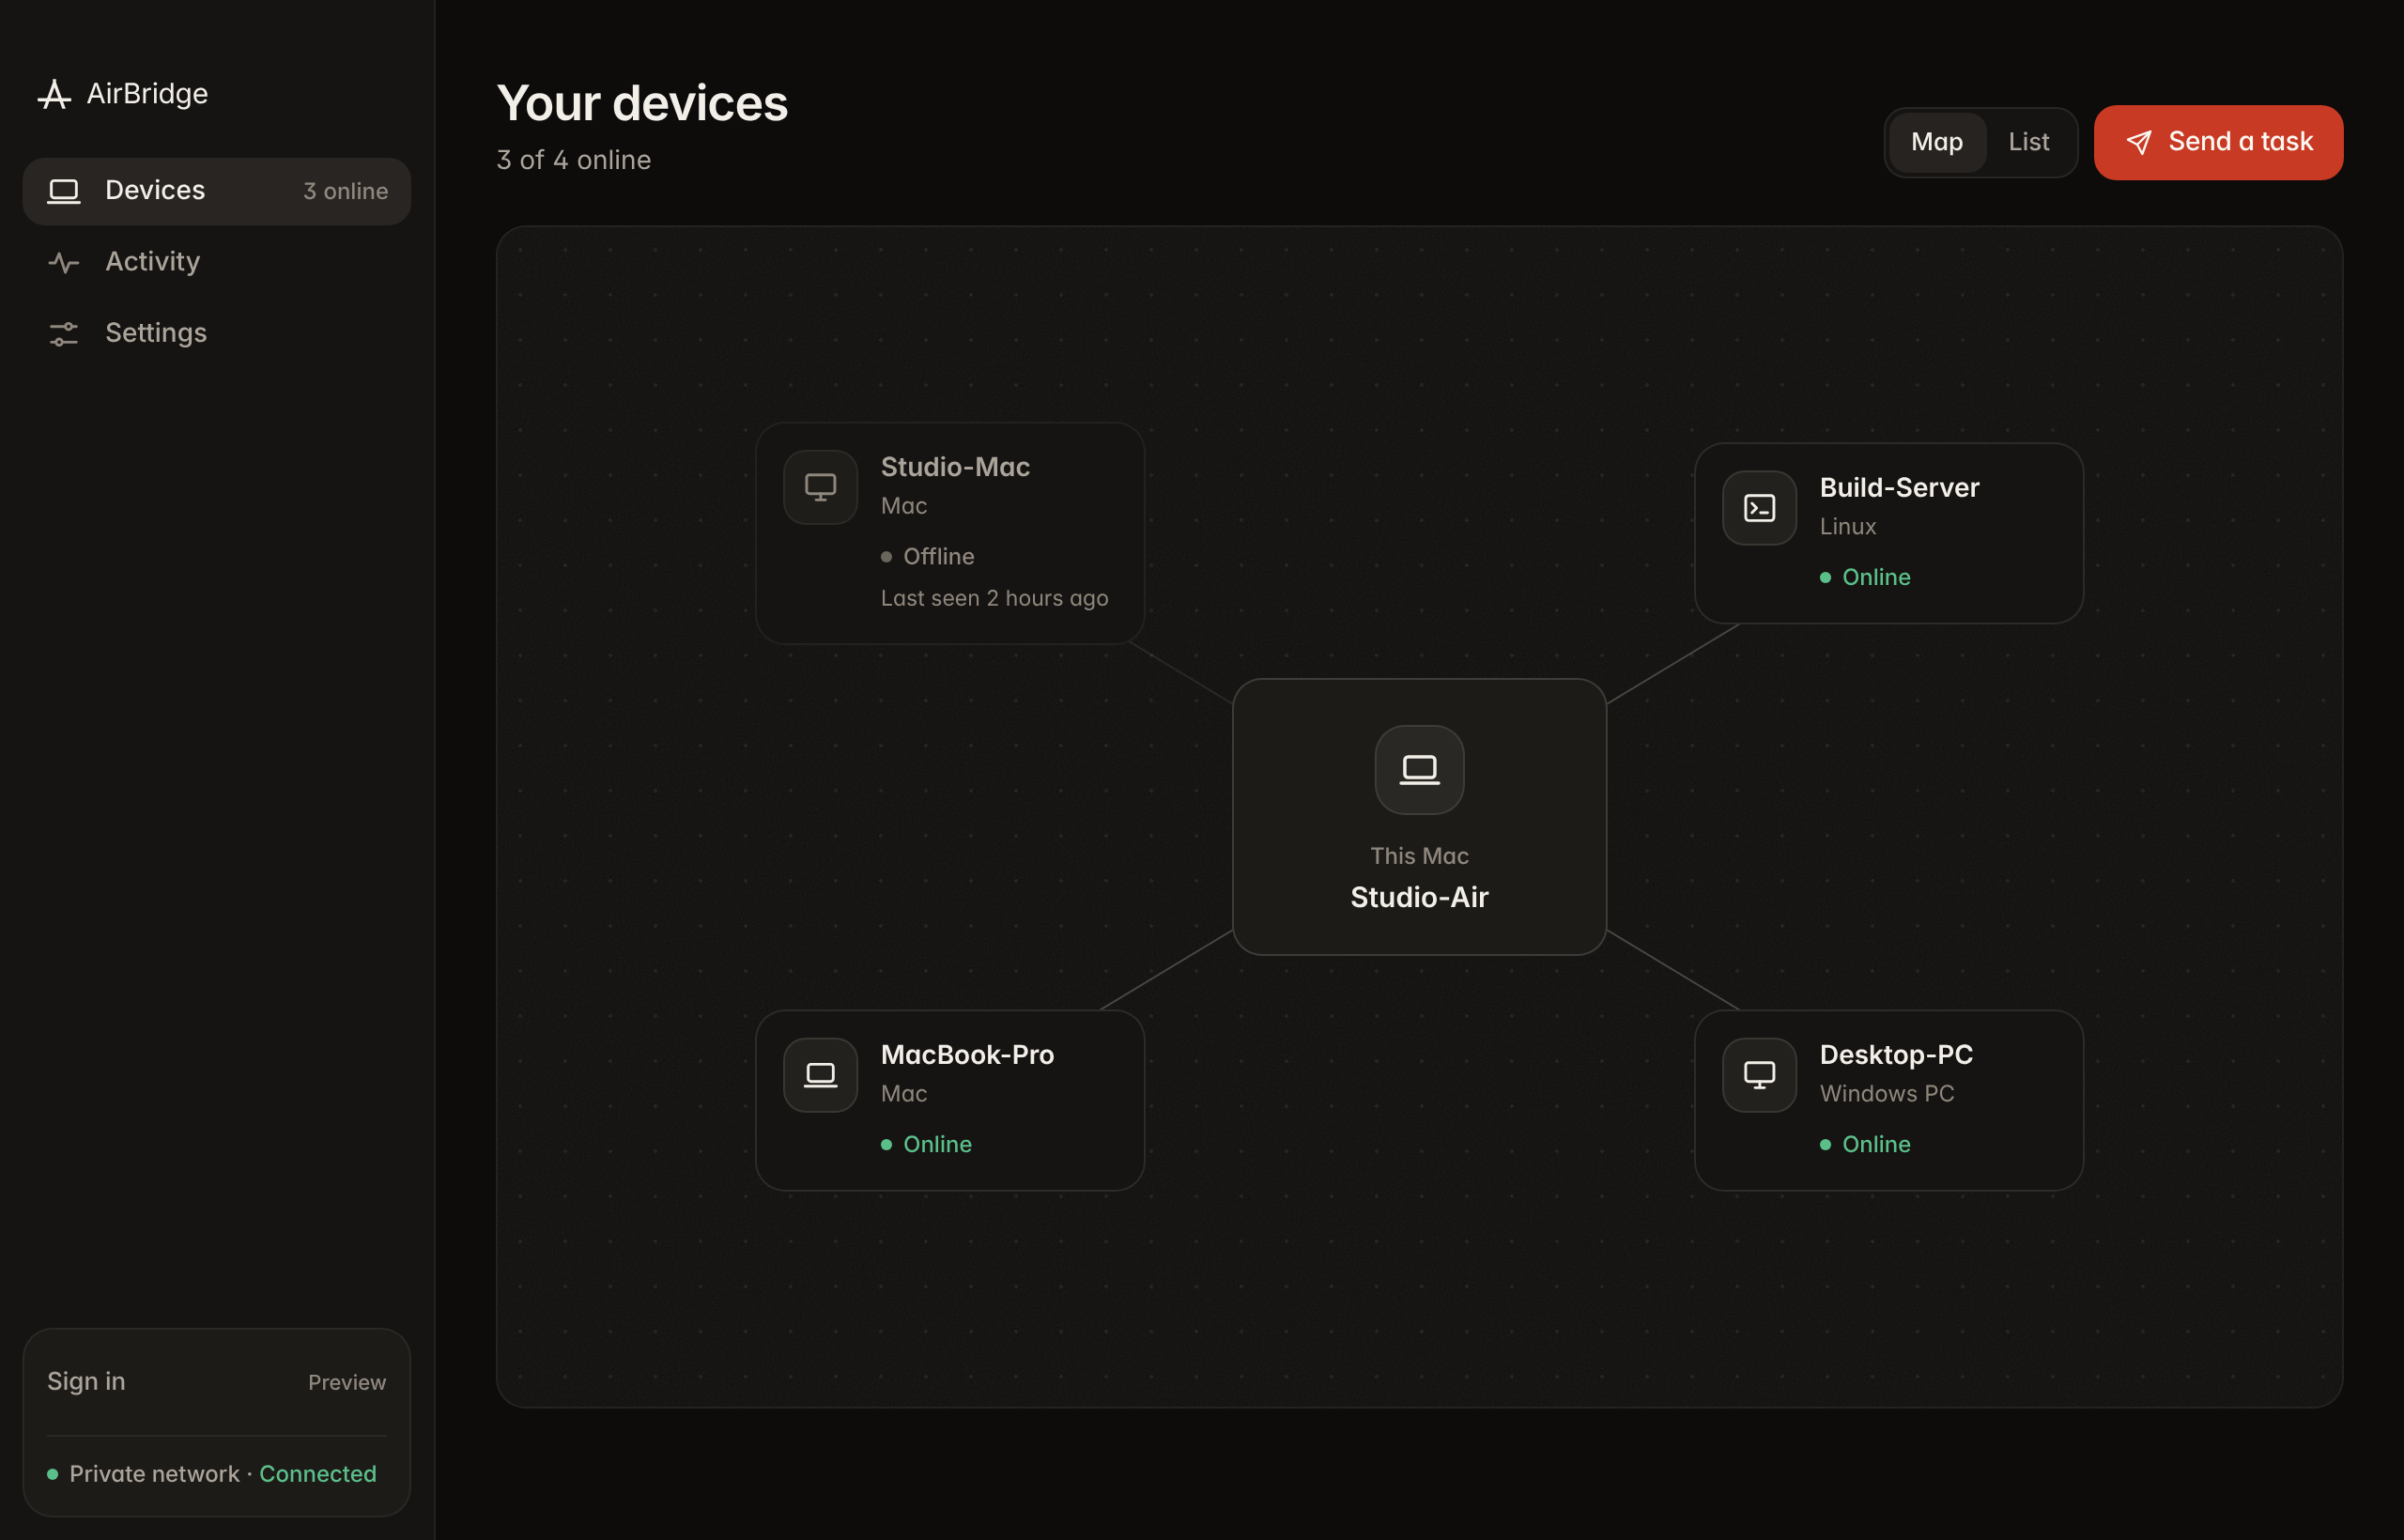 AirBridge
Devices 3 online
Activity
Settings
Sign in Preview
Private network · Connected
Your devices
3 of 4 online
Map List
Send a task
Studio-Mac
Mac
Offline
Last seen 2 hours ago
Build-Server
Linux
Online
This Mac
Studio-Air
MacBook-Pro
Mac
Online
Desktop-PC
Windows PC
Online